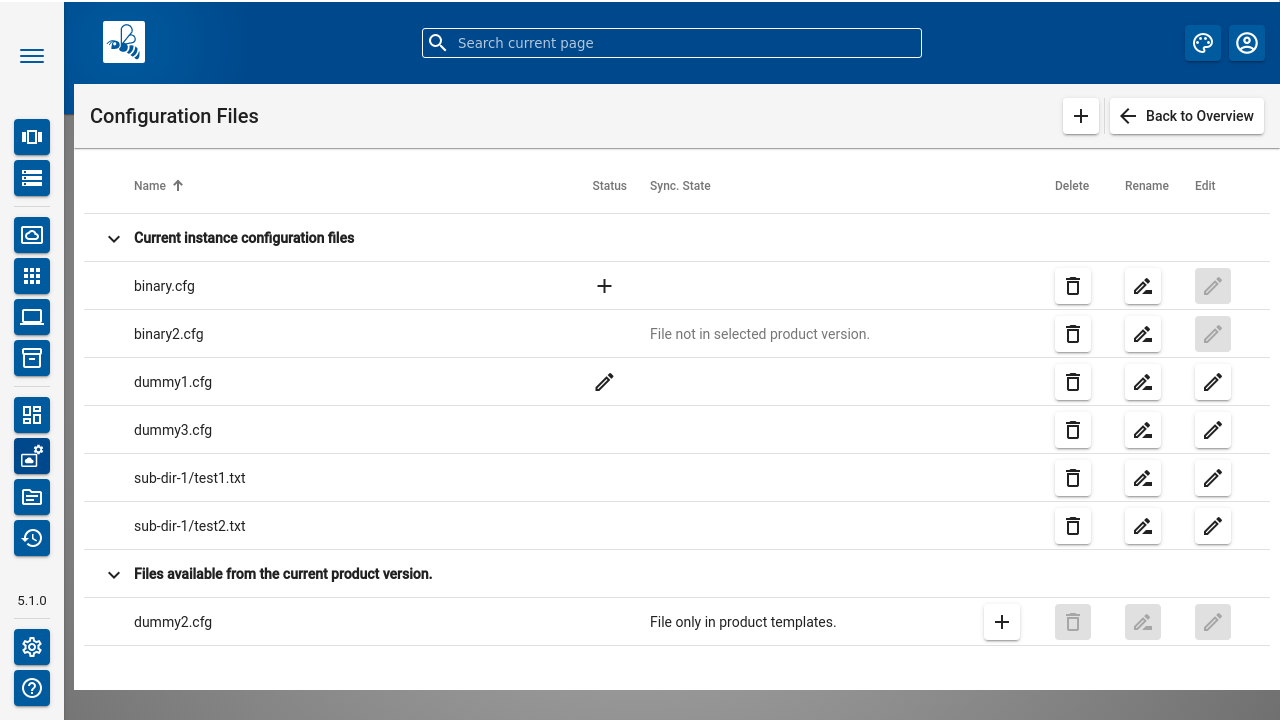 Search current page
Configuration Files
Back to Overview
Name Status Sync. State Delete Rename Edit
Current instance configuration files
binary.cfg
binary2.cfg File not in selected product version.
dummy1.cfg
dummy3.cfg
sub-dir-1/test1.txt
sub-dir-1/test2.txt
Files available from the current product version.
dummy2.cfg File only in product templates.
5.1.0